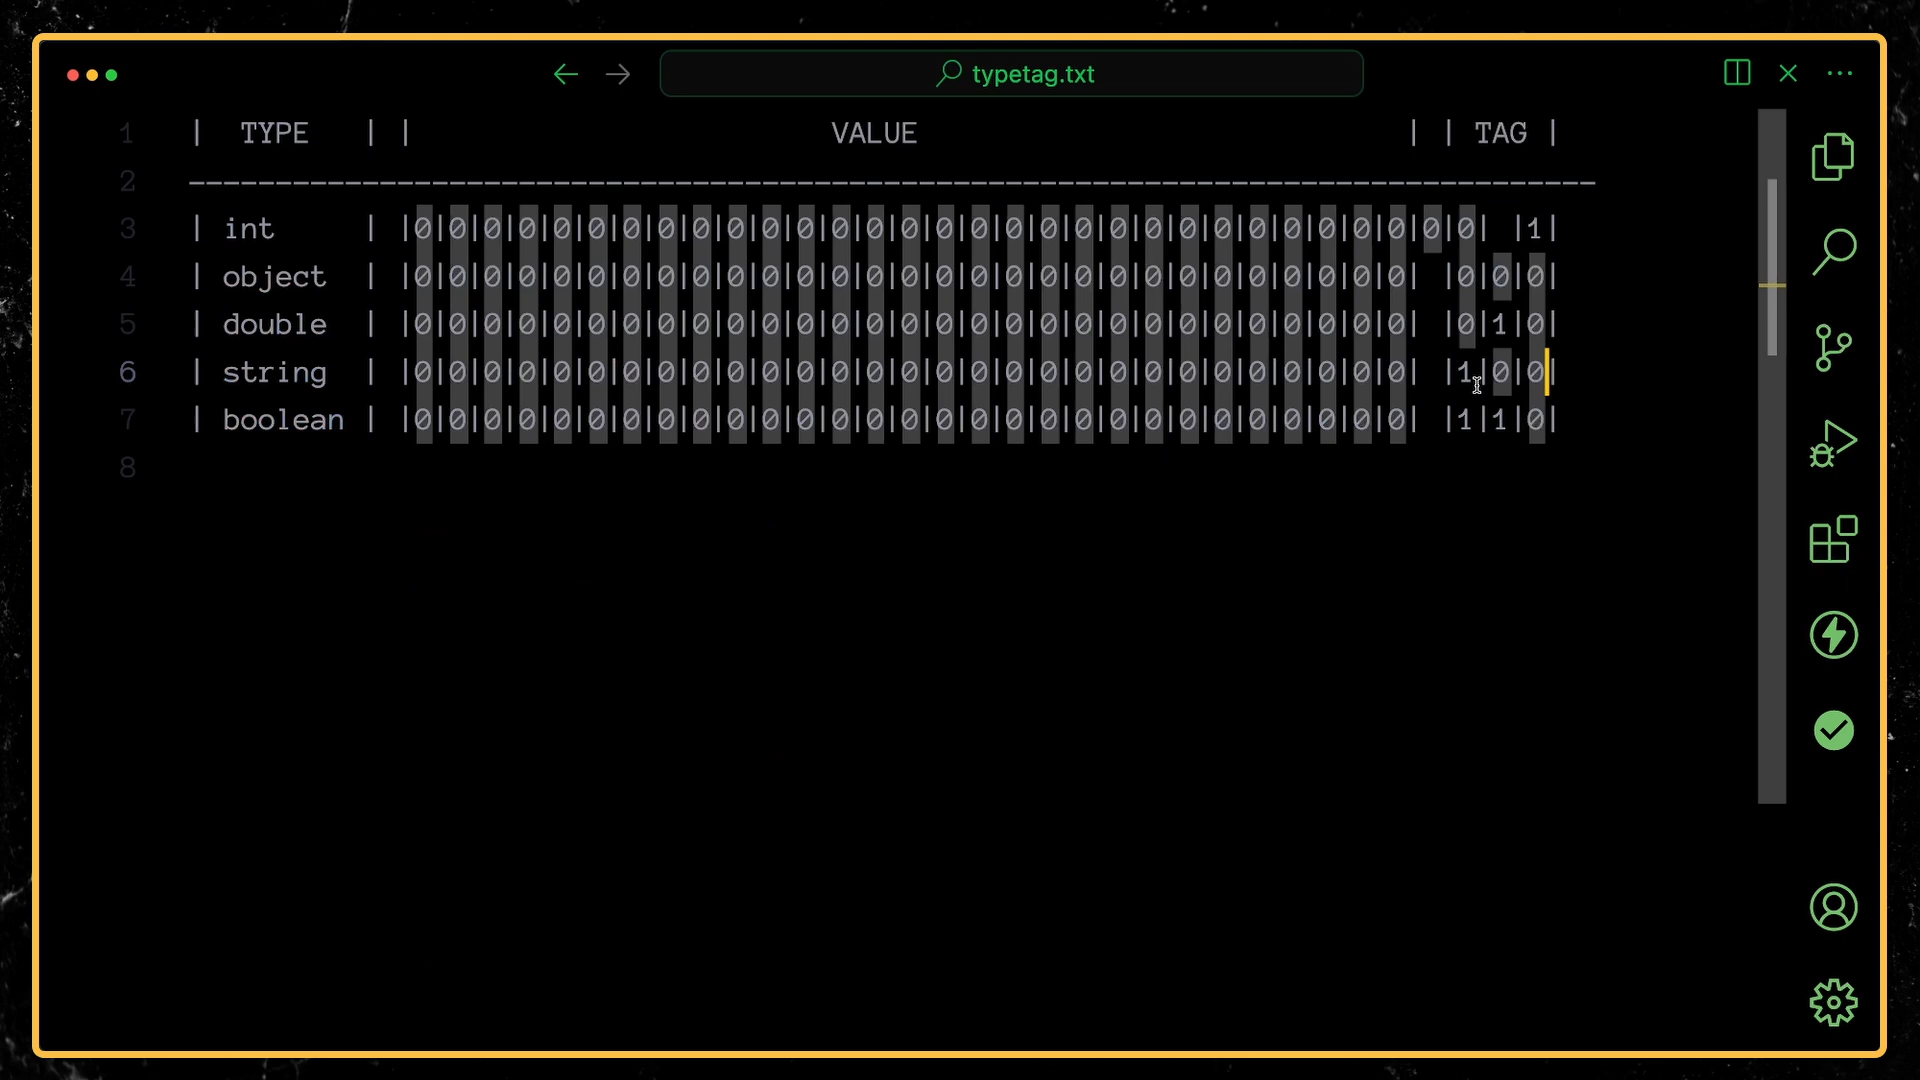 typetag.txt
1 |  TYPE   | |                        VALUE                            | | TAG |
2 ---------------------------------------------------------------------------------
3 | int     | |0|0|0|0|0|0|0|0|0|0|0|0|0|0|0|0|0|0|0|0|0|0|0|0|0|0|0|0|0|0|0| |1|
4 | object  | |0|0|0|0|0|0|0|0|0|0|0|0|0|0|0|0|0|0|0|0|0|0|0|0|0|0|0|0|0| |0|0|0|
5 | double  | |0|0|0|0|0|0|0|0|0|0|0|0|0|0|0|0|0|0|0|0|0|0|0|0|0|0|0|0|0| |0|1|0|
6 | string  | |0|0|0|0|0|0|0|0|0|0|0|0|0|0|0|0|0|0|0|0|0|0|0|0|0|0|0|0|0| |1|0|0|
7 | boolean | |0|0|0|0|0|0|0|0|0|0|0|0|0|0|0|0|0|0|0|0|0|0|0|0|0|0|0|0|0| |1|1|0|
8